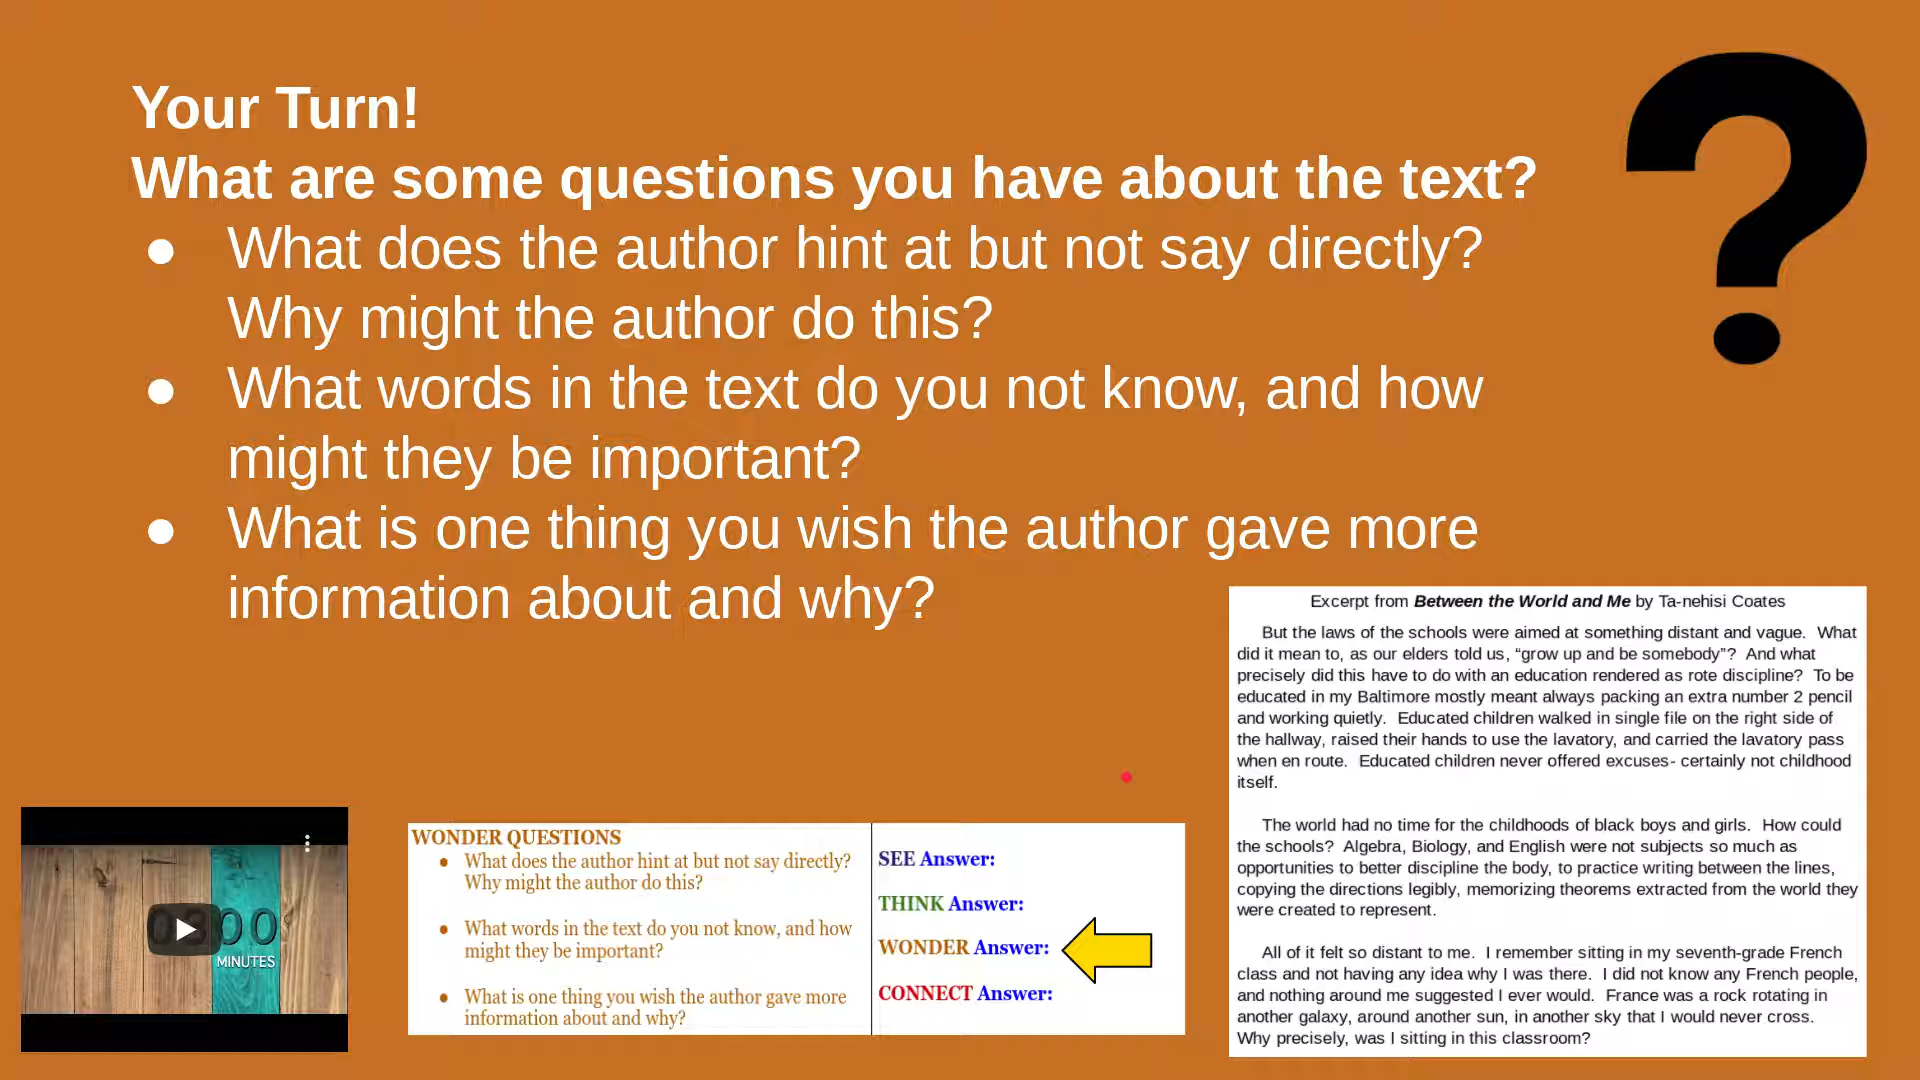 Your Turn!
What are some questions you have about the text?
● What does the author hint at but not say directly?
Why might the author do this?
● What words in the text do you not know, and how
might they be important?
● What is one thing you wish the author gave more
information about and why?
?
Excerpt from Between the World and Me by Ta-nehisi Coates
But the laws of the schools were aimed at something distant and vague. What
did it mean to, as our elders told us, “grow up and be somebody”? And what
precisely did this have to do with an education rendered as rote discipline? To be
educated in my Baltimore mostly meant always packing an extra number 2 pencil
and working quietly. Educated children walked in single file on the right side of
the hallway, raised their hands to use the lavatory, and carried the lavatory pass
when en route. Educated children never offered excuses- certainly not childhood
itself.
The world had no time for the childhoods of black boys and girls. How could
the schools? Algebra, Biology, and English were not subjects so much as
opportunities to better discipline the body, to practice writing between the lines,
copying the directions legibly, memorizing theorems extracted from the world they
were created to represent.
All of it felt so distant to me. I remember sitting in my seventh-grade French
class and not having any idea why I was there. I did not know any French people,
and nothing around me suggested I ever would. France was a rock rotating in
another galaxy, around another sun, in another sky that I would never cross.
Why precisely, was I sitting in this classroom?
WONDER QUESTIONS
● What does the author hint at but not say directly?
Why might the author do this?
● What words in the text do you not know, and how
might they be important?
● What is one thing you wish the author gave more
information about and why?
SEE Answer:
THINK Answer:
WONDER Answer:
CONNECT Answer:
MINUTES